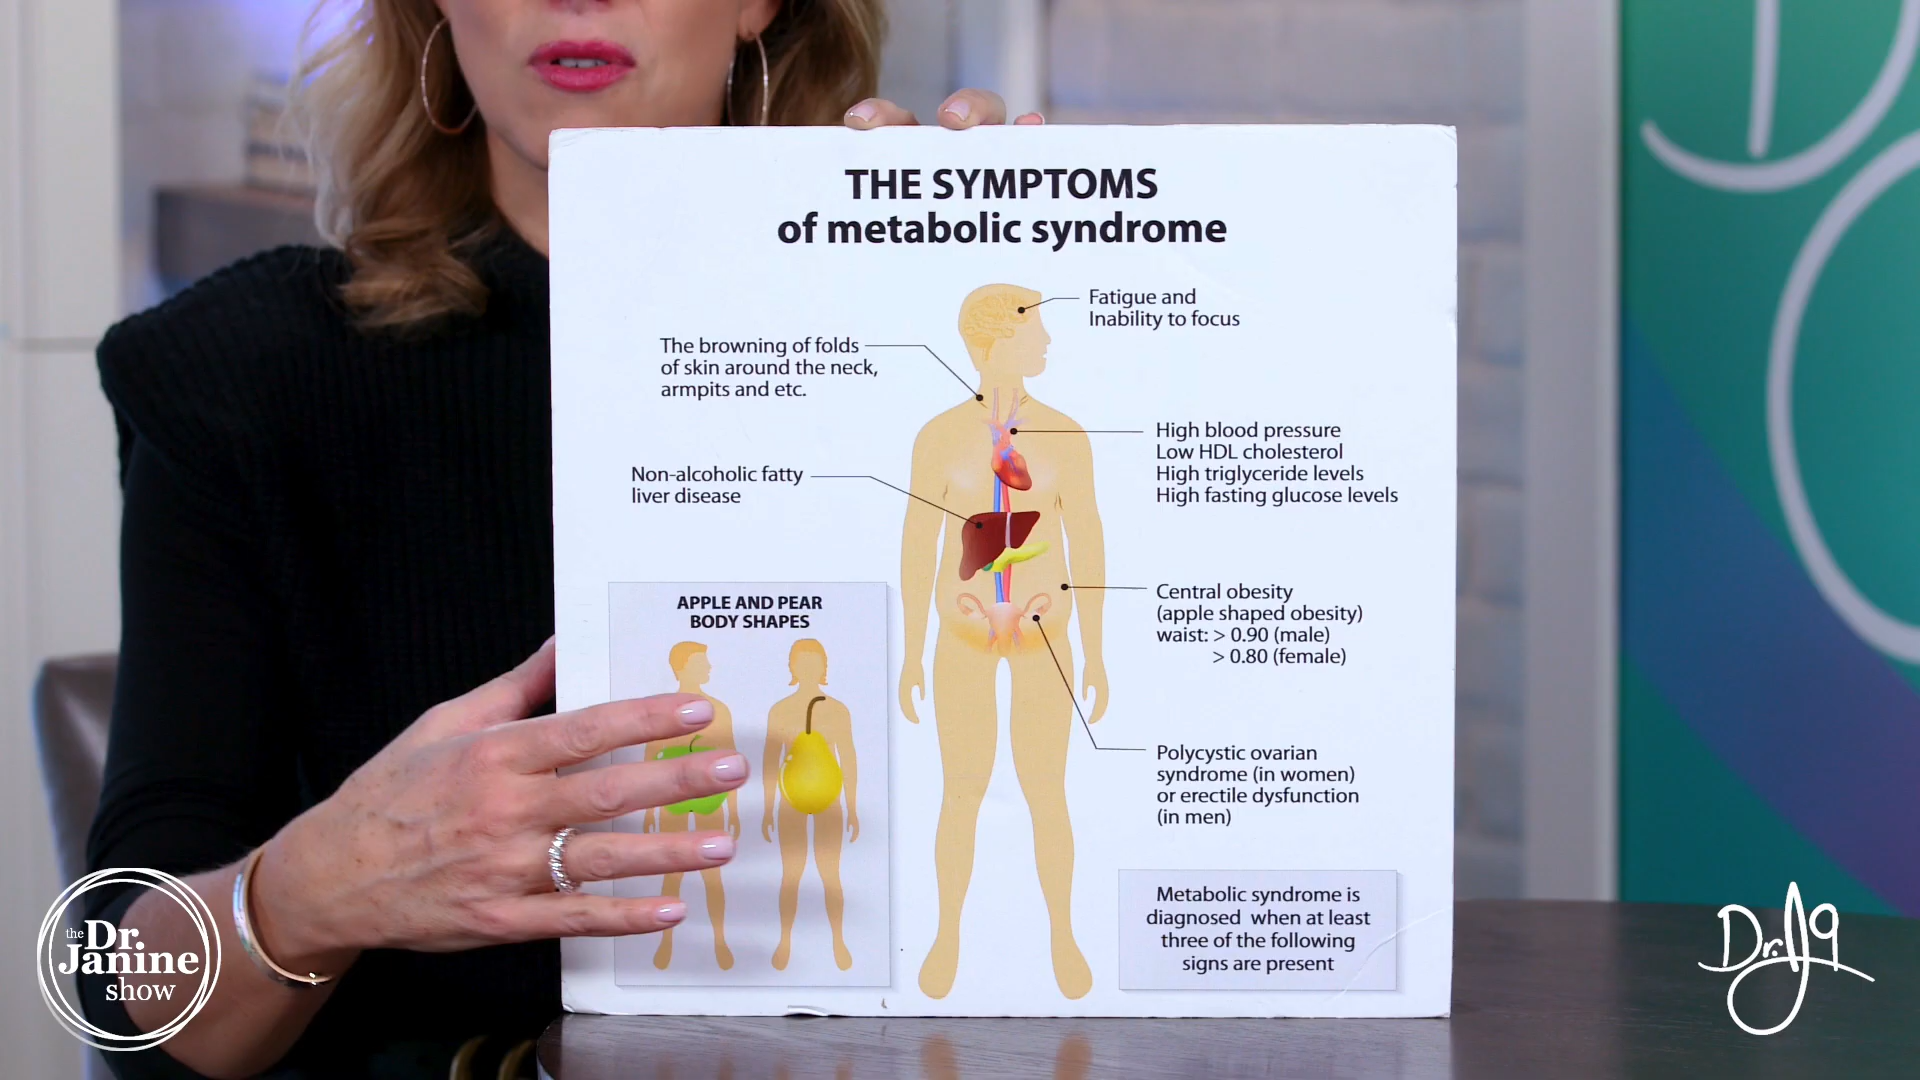 THE SYMPTOMS
of metabolic syndrome
Fatigue and
Inability to focus
The browning of folds
of skin around the neck,
armpits and etc.
High blood pressure
Low HDL cholesterol
High triglyceride levels
High fasting glucose levels
Non-alcoholic fatty
liver disease
Central obesity
(apple shaped obesity)
waist: > 0.90 (male)
> 0.80 (female)
APPLE AND PEAR
BODY SHAPES
Polycystic ovarian
syndrome (in women)
or erectile dysfunction
(in men)
Metabolic syndrome is
diagnosed when at least
three of the following
signs are present
the Dr.
Janine
show
Dr. J9